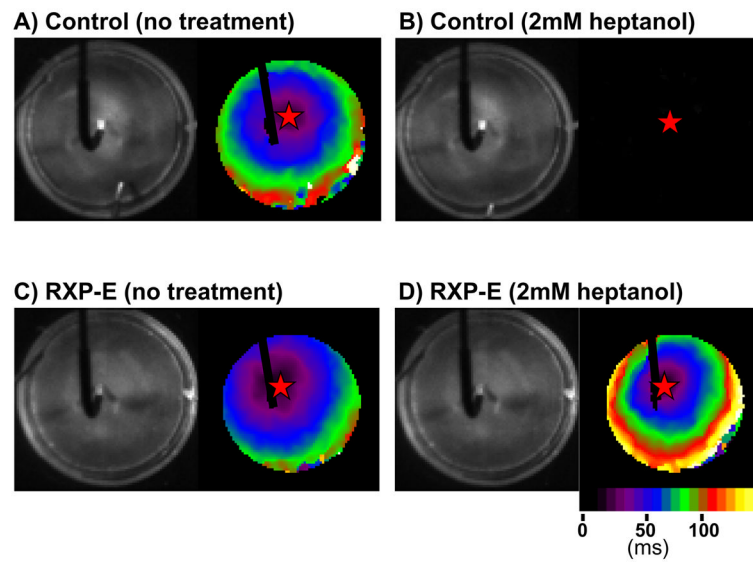 A) Control (no treatment)
B) Control (2mM heptanol)
C) RXP-E (no treatment)
D) RXP-E (2mM heptanol)
0 50 100
(ms)